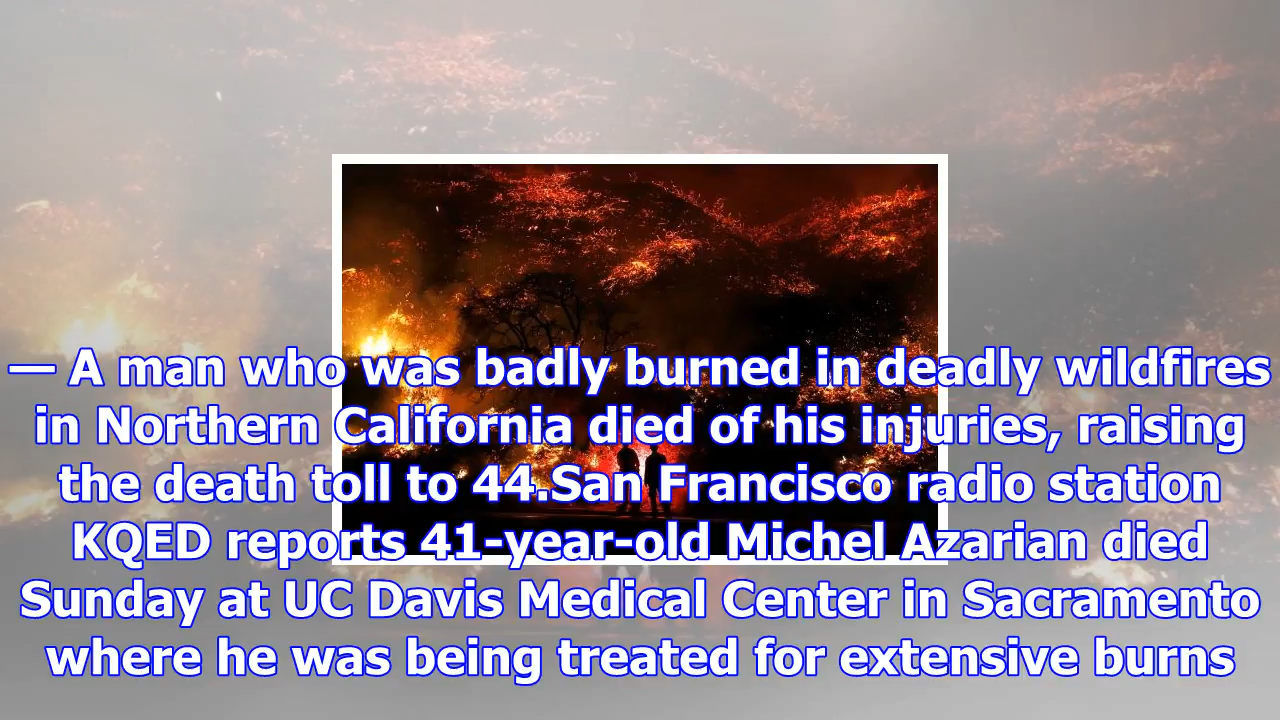 — A man who was badly burned in deadly wildfires
in Northern California died of his injuries, raising
the death toll to 44.San Francisco radio station
KQED reports 41-year-old Michel Azarian died
Sunday at UC Davis Medical Center in Sacramento
where he was being treated for extensive burns